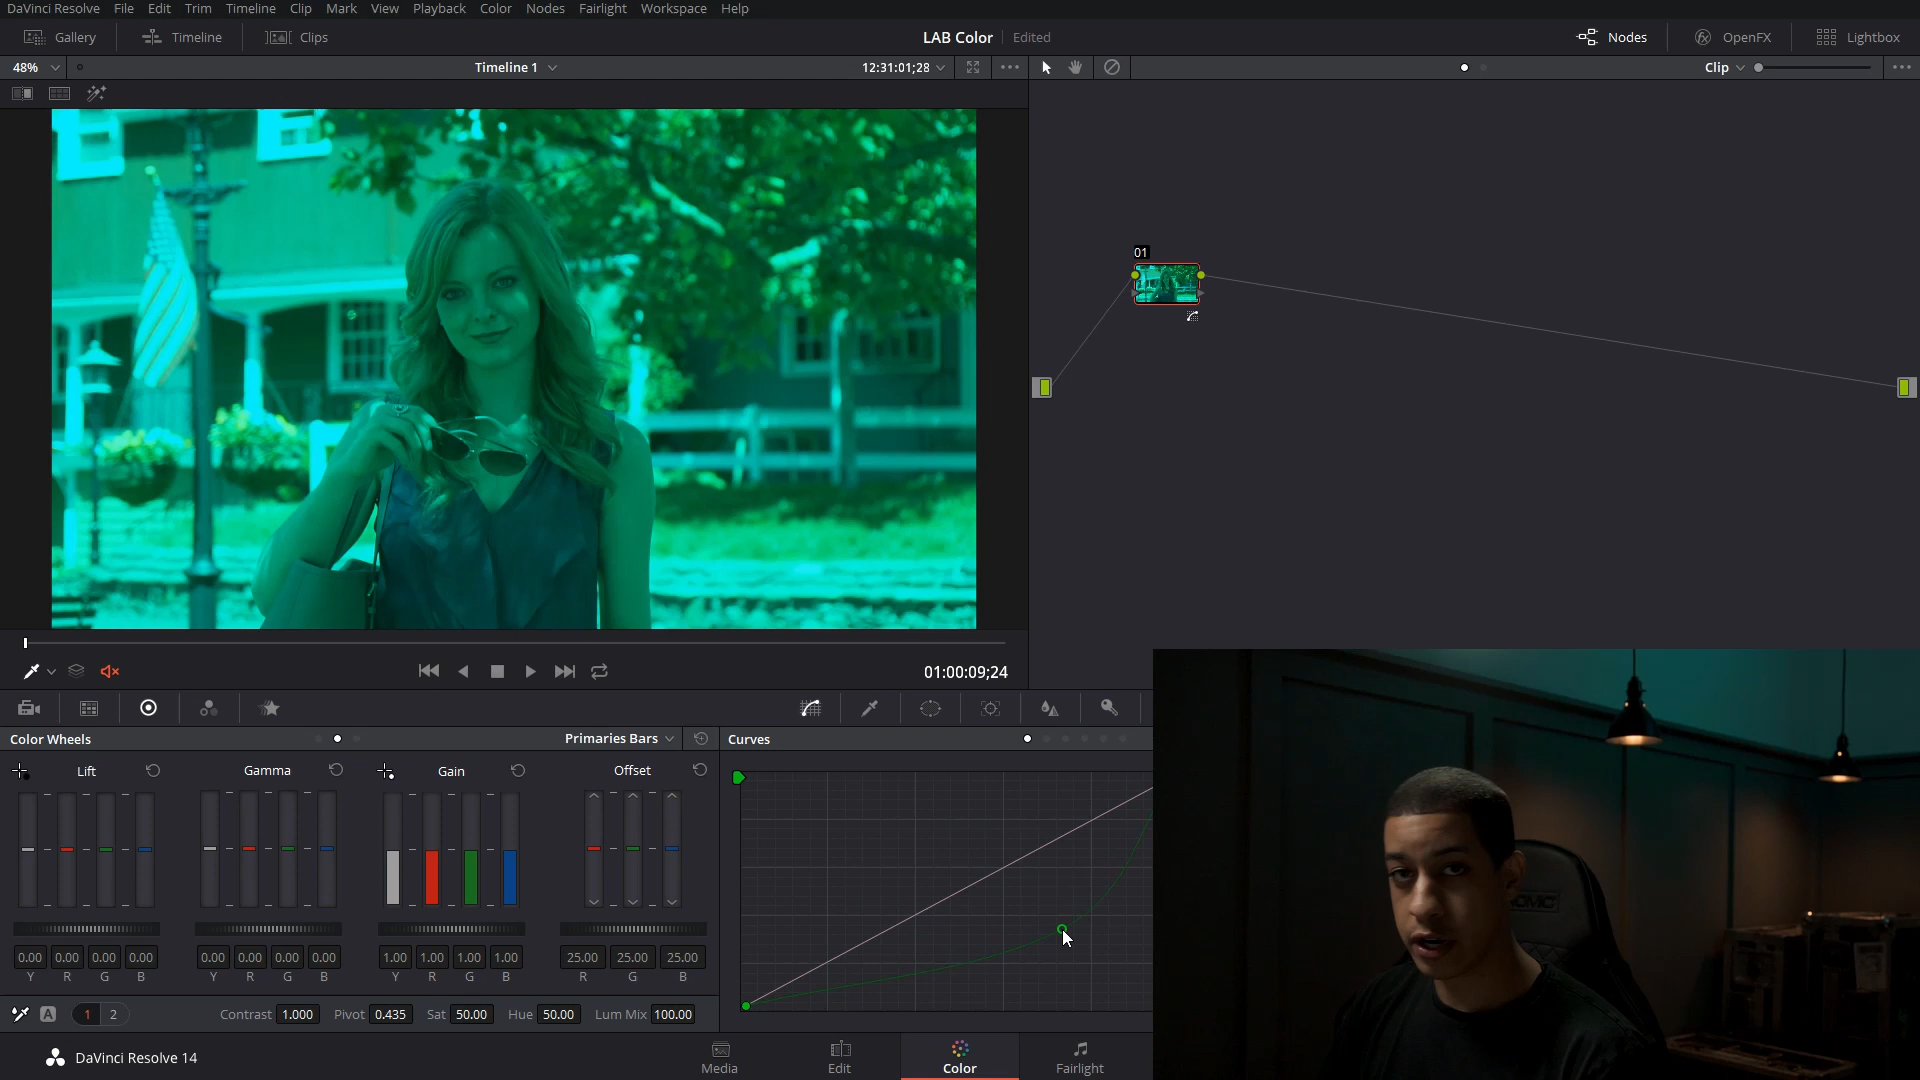 DaVinci Resolve File Edit Trim Timeline Clip Mark View Playback Color Nodes Fairlight Workspace Help
Gallery Timeline Clips LAB Color Edited Nodes OpenFX Lightbox
48% Timeline 1 12:31:01;28 Clip
01
01:00:09;24
Color Wheels Primaries Bars Curves
Lift Gamma Gain Offset
0.00 0.00 0.00 0.00 0.00 0.00 0.00 0.00 1.00 1.00 1.00 1.00 25.00 25.00 25.00
Y R G B Y R G B Y R G B R G B
A 1 2 Contrast 1.000 Pivot 0.435 Sat 50.00 Hue 50.00 Lum Mix 100.00
DaVinci Resolve 14 Media Edit Color Fairlight